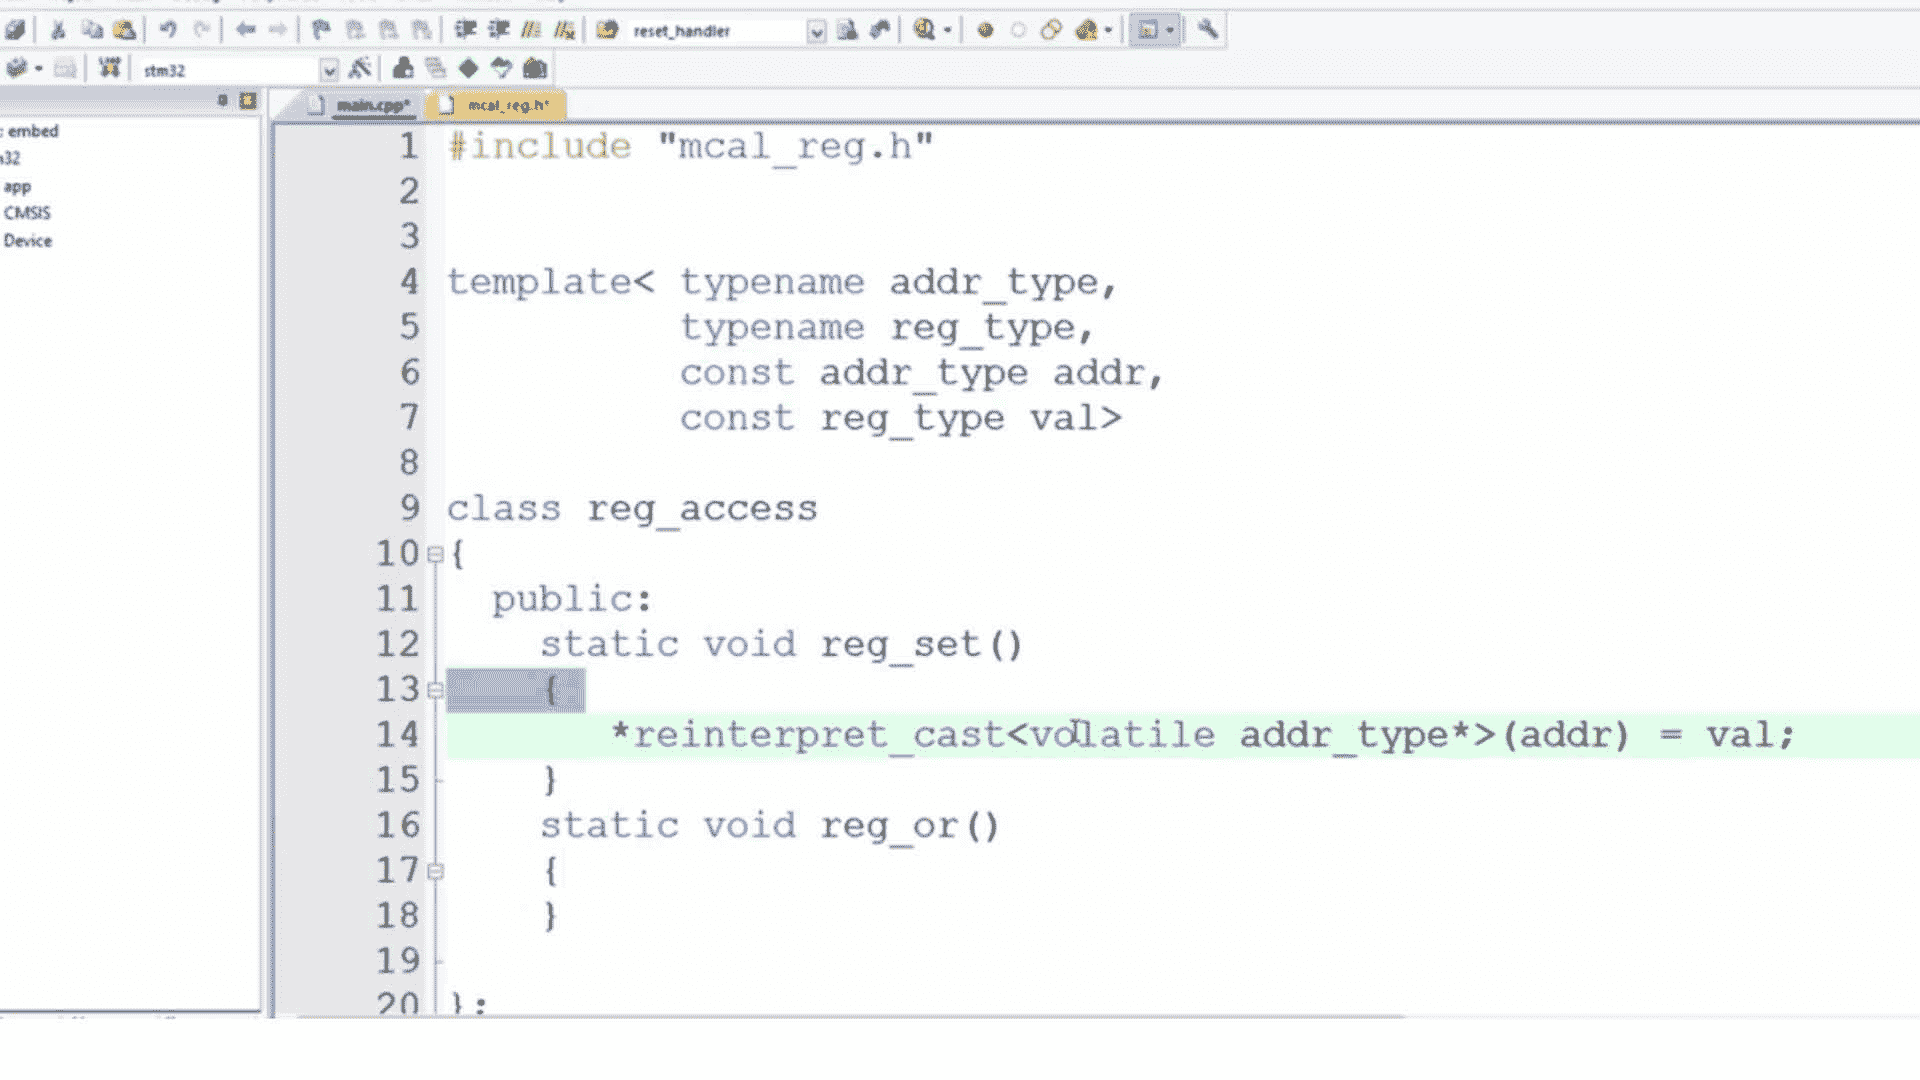 reset_handler
stm32
main.cpp*
mcal_reg.h*
: embed
m32
app
CMSIS
Device
1 #include "mcal_reg.h"
2
3
4 template< typename addr_type,
5 typename reg_type,
6 const addr_type addr,
7 const reg_type val>
8
9 class reg_access
10 {
11 public:
12 static void reg_set()
13 {
14 *reinterpret_cast<volatile addr_type*>(addr) = val;
15 }
16 static void reg_or()
17 {
18 }
19
20 };